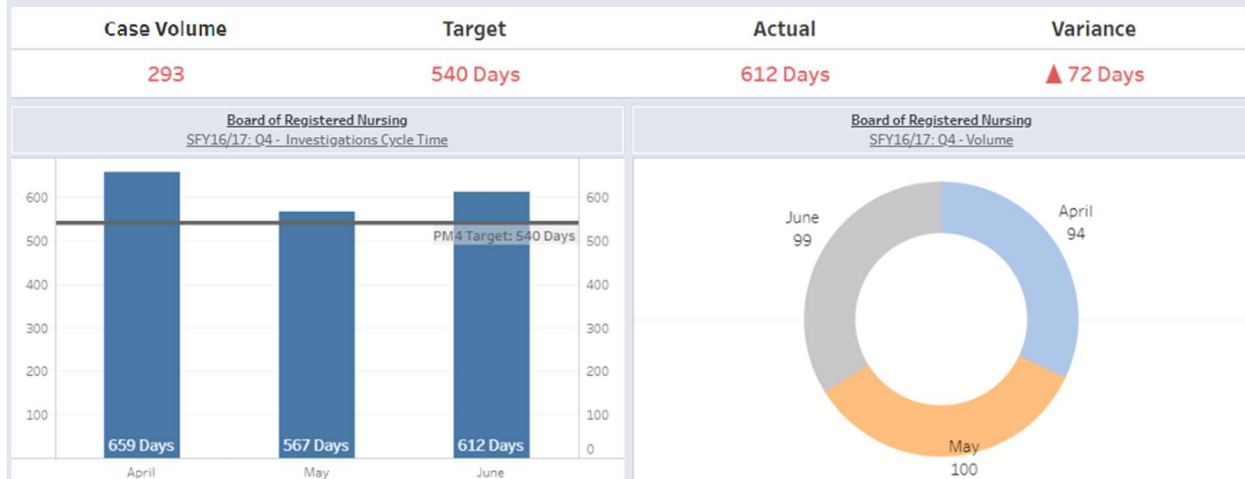 Case Volume Target Actual Variance
293 540 Days 612 Days ▲ 72 Days
Board of Registered Nursing
SFY16/17: Q4 - Investigations Cycle Time
600
500
400
300
200
100
600
500
400
300
200
100
0
PM4 Target: 540 Days
659 Days 567 Days 612 Days
April May June
Board of Registered Nursing
SFY16/17: Q4 - Volume
June
99
April
94
May
100